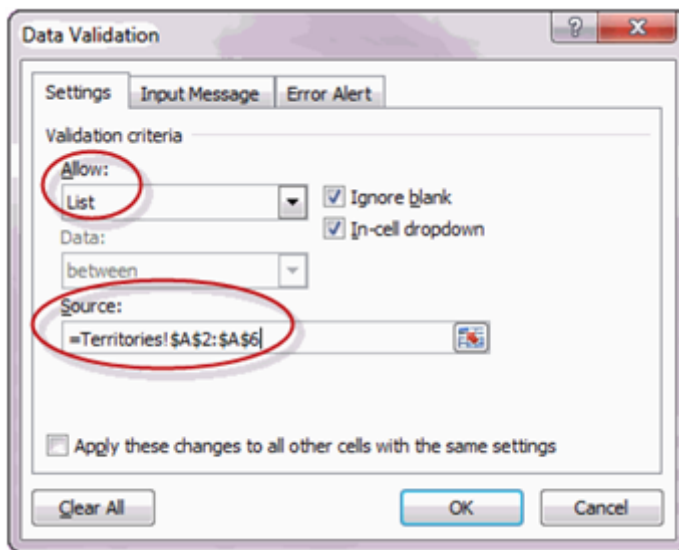 Data Validation
Settings Input Message Error Alert
Validation criteria
Allow:
List
Ignore blank
In-cell dropdown
Data:
between
Source:
=Territories!$A$2:$A$6
Apply these changes to all other cells with the same settings
Clear All OK Cancel